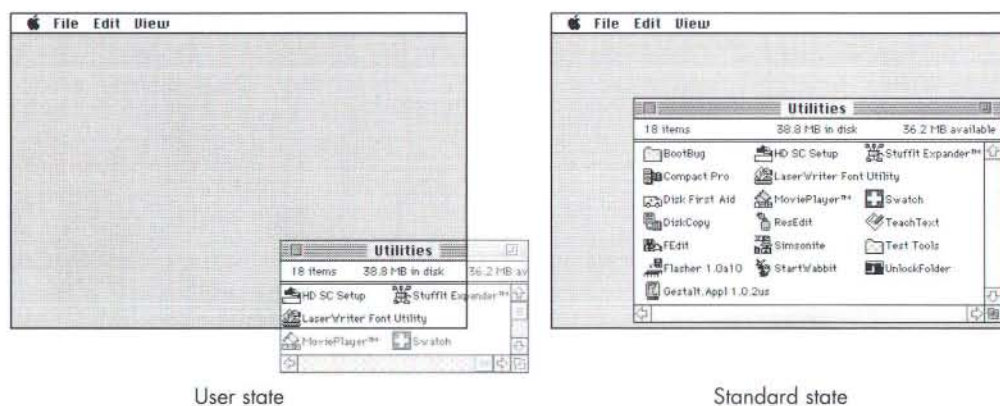 File Edit View
Utilities
18 items 38.8 MB in disk 36.2 MB av
HD SC Setup StuffIt Expander™
LaserWriter Font Utility
MoviePlayer™ Swatch
User state
File Edit View
Utilities
18 items 38.8 MB in disk 36.2 MB available
BootBug HD SC Setup StuffIt Expander™
Compact Pro LaserWriter Font Utility
Disk First Aid MoviePlayer™ Swatch
DiskCopy ResEdit TeachText
FEdit Simsonite Test Tools
Flasher 1.0a10 StartWabbit UnlockFolder
Gestalt.Appl 1.0.2us
Standard state